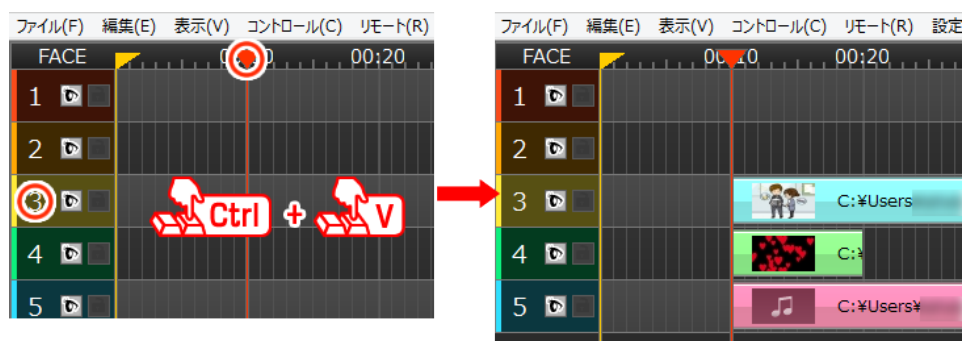 ファイル(F) 編集(E) 表示(V) コントロール(C) リモート(R)
FACE 00:20
1
2
3
4
5
Ctrl + V
ファイル(F) 編集(E) 表示(V) コントロール(C) リモート(R) 設定
FACE 00:20
1
2
3 C:¥Users
4 C:¥
5 C:¥Users¥